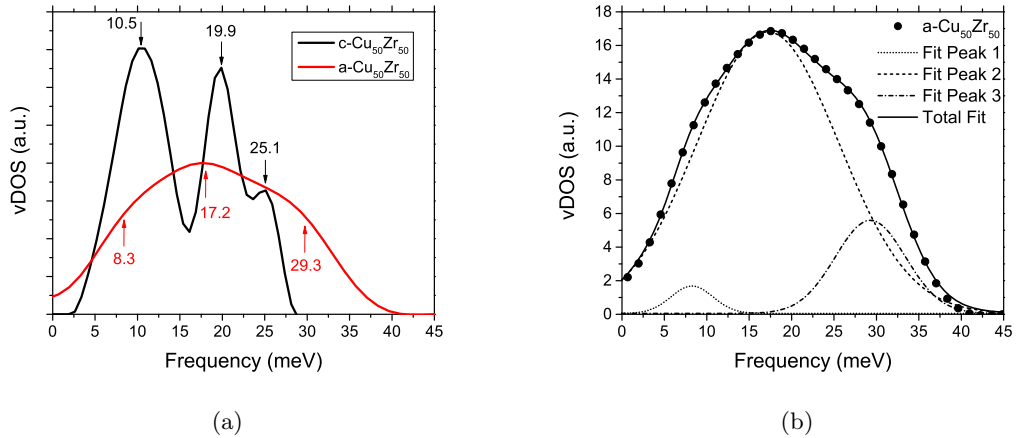 10.5
19.9
25.1
8.3
17.2
29.3
c-Cu50Zr50
a-Cu50Zr50
vDOS (a.u.)
0 5 10 15 20 25 30 35 40 45
Frequency (meV)
(a)
18
16
14
12
10
8
6
4
2
0
a-Cu50Zr50
Fit Peak 1
Fit Peak 2
Fit Peak 3
Total Fit
vDOS (a.u.)
0 5 10 15 20 25 30 35 40 45
Frequency (meV)
(b)